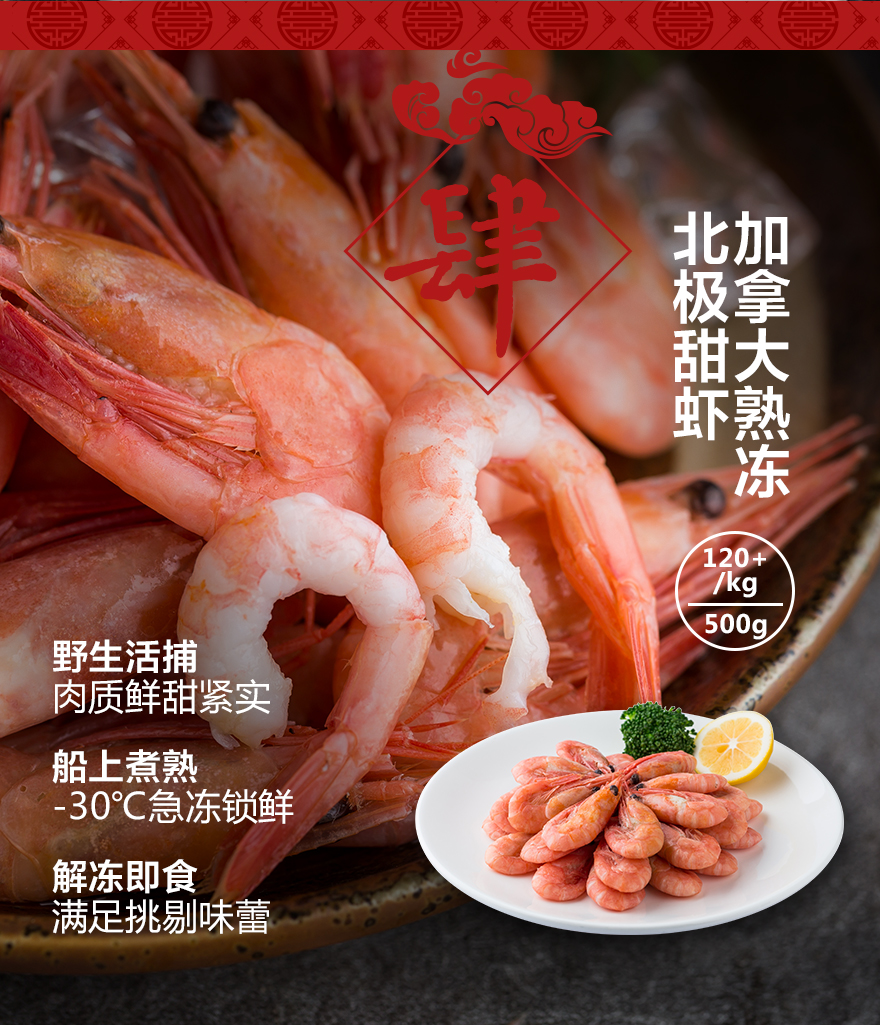 肆
加拿大熟冻
北极甜虾
120+
/kg
500g
野生活捕
肉质鲜甜紧实
船上煮熟
-30℃急冻锁鲜
解冻即食
满足挑剔味蕾